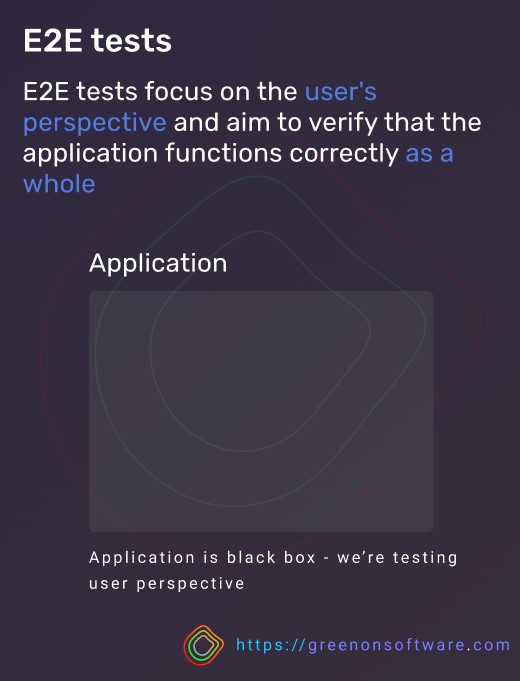 E2E tests
E2E tests focus on the user's
perspective and aim to verify that the
application functions correctly as a
whole
Application
Application is black box - we’re testing
user perspective
https://greenonsoftware.com